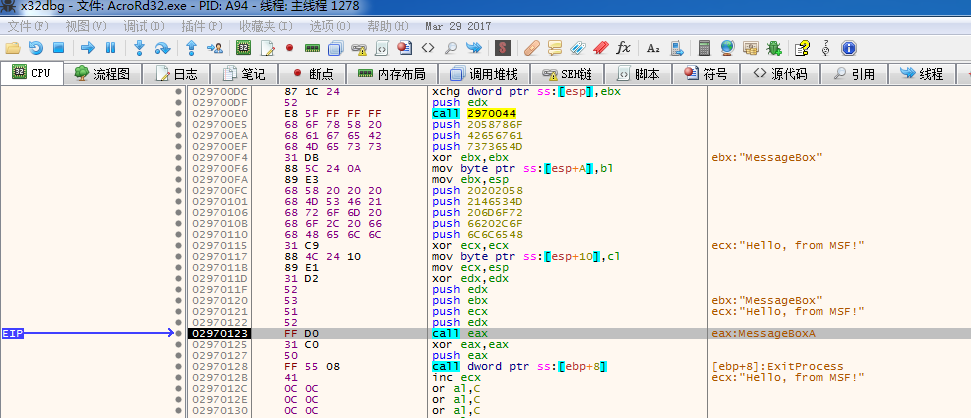 x32dbg - 文件: AcroRd32.exe - PID: A94 - 线程: 主线程 1278
文件(F) 视图(V) 调试(D) 插件(P) 收藏夹(I) 选项(O) 帮助(H) Mar 29 2017
CPU 流程图 日志 笔记 断点 内存布局 调用堆栈 SEH链 脚本 符号 源代码 引用 线程
029700DC 87 1C 24 xchg dword ptr ss:[esp],ebx
029700DF 52 push edx
029700E0 E8 5F FF FF FF call 2970044
029700E5 68 6F 78 58 20 push 2058786F
029700EA 68 61 67 65 42 push 42656761
029700EF 68 4D 65 73 73 push 7373654D
029700F4 31 DB xor ebx,ebx ebx:"MessageBox"
029700F6 88 5C 24 0A mov byte ptr ss:[esp+A],bl
029700FA 89 E3 mov ebx,esp
029700FC 68 58 20 20 20 push 20202058
02970101 68 4D 53 46 21 push 2146534D
02970106 68 72 6F 6D 20 push 206D6F72
0297010B 68 6F 2C 20 66 push 66202C6F
02970110 68 48 65 6C 6C push 6C6C6548
02970115 31 C9 xor ecx,ecx ecx:"Hello, from MSF!"
02970117 88 4C 24 10 mov byte ptr ss:[esp+10],cl
0297011B 89 E1 mov ecx,esp
0297011D 31 D2 xor edx,edx
0297011F 52 push edx
02970120 53 push ebx ebx:"MessageBox"
02970121 51 push ecx ecx:"Hello, from MSF!"
02970122 52 push edx
EIP 02970123 FF D0 call eax eax:MessageBoxA
02970125 31 C0 xor eax,eax
02970127 50 push eax
02970128 FF 55 08 call dword ptr ss:[ebp+8] [ebp+8]:ExitProcess
0297012B 41 inc ecx ecx:"Hello, from MSF!"
0297012C 0C 0C or al,C
0297012E 0C 0C or al,C
02970130 0C 0C or al,C